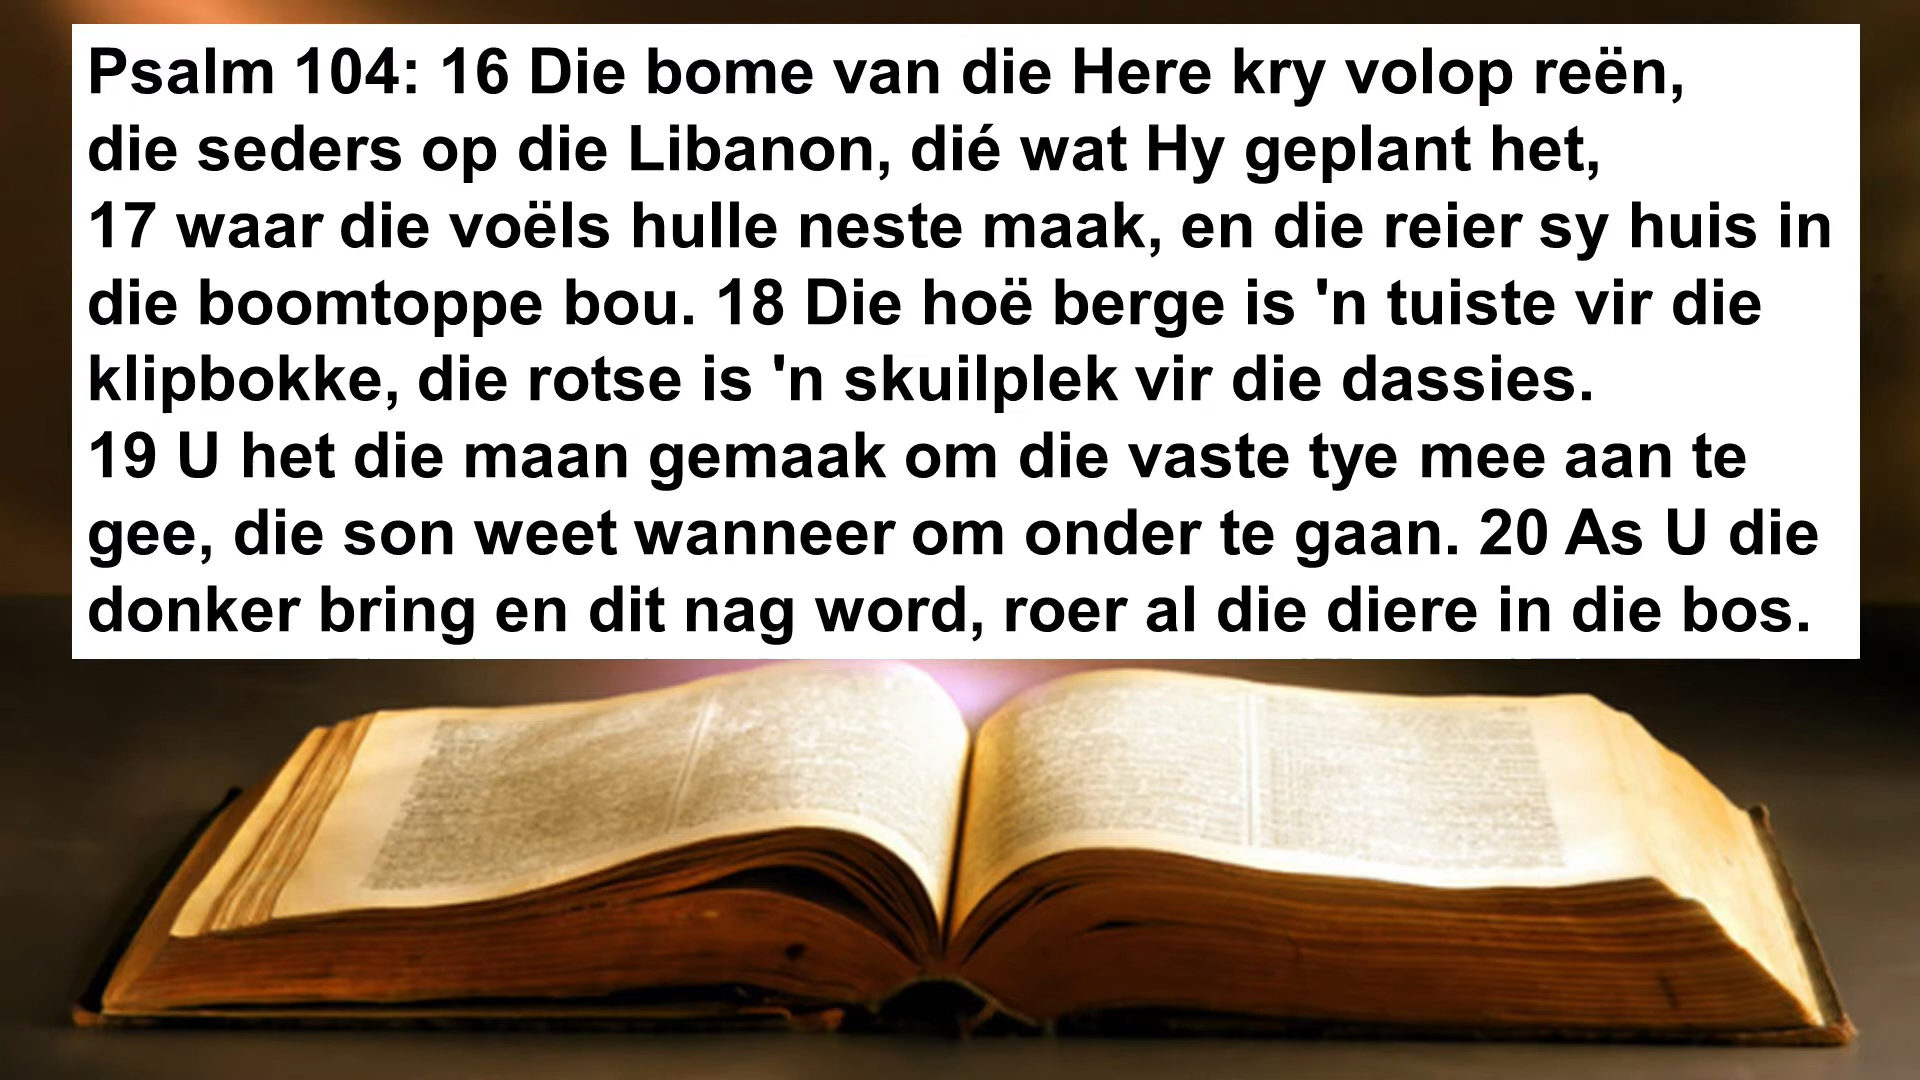 Psalm 104: 16 Die bome van die Here kry volop reën,
die seders op die Libanon, dié wat Hy geplant het,
17 waar die voëls hulle neste maak, en die reier sy huis in
die boomtoppe bou. 18 Die hoë berge is 'n tuiste vir die
klipbokke, die rotse is 'n skuilplek vir die dassies.
19 U het die maan gemaak om die vaste tye mee aan te
gee, die son weet wanneer om onder te gaan. 20 As U die
donker bring en dit nag word, roer al die diere in die bos.